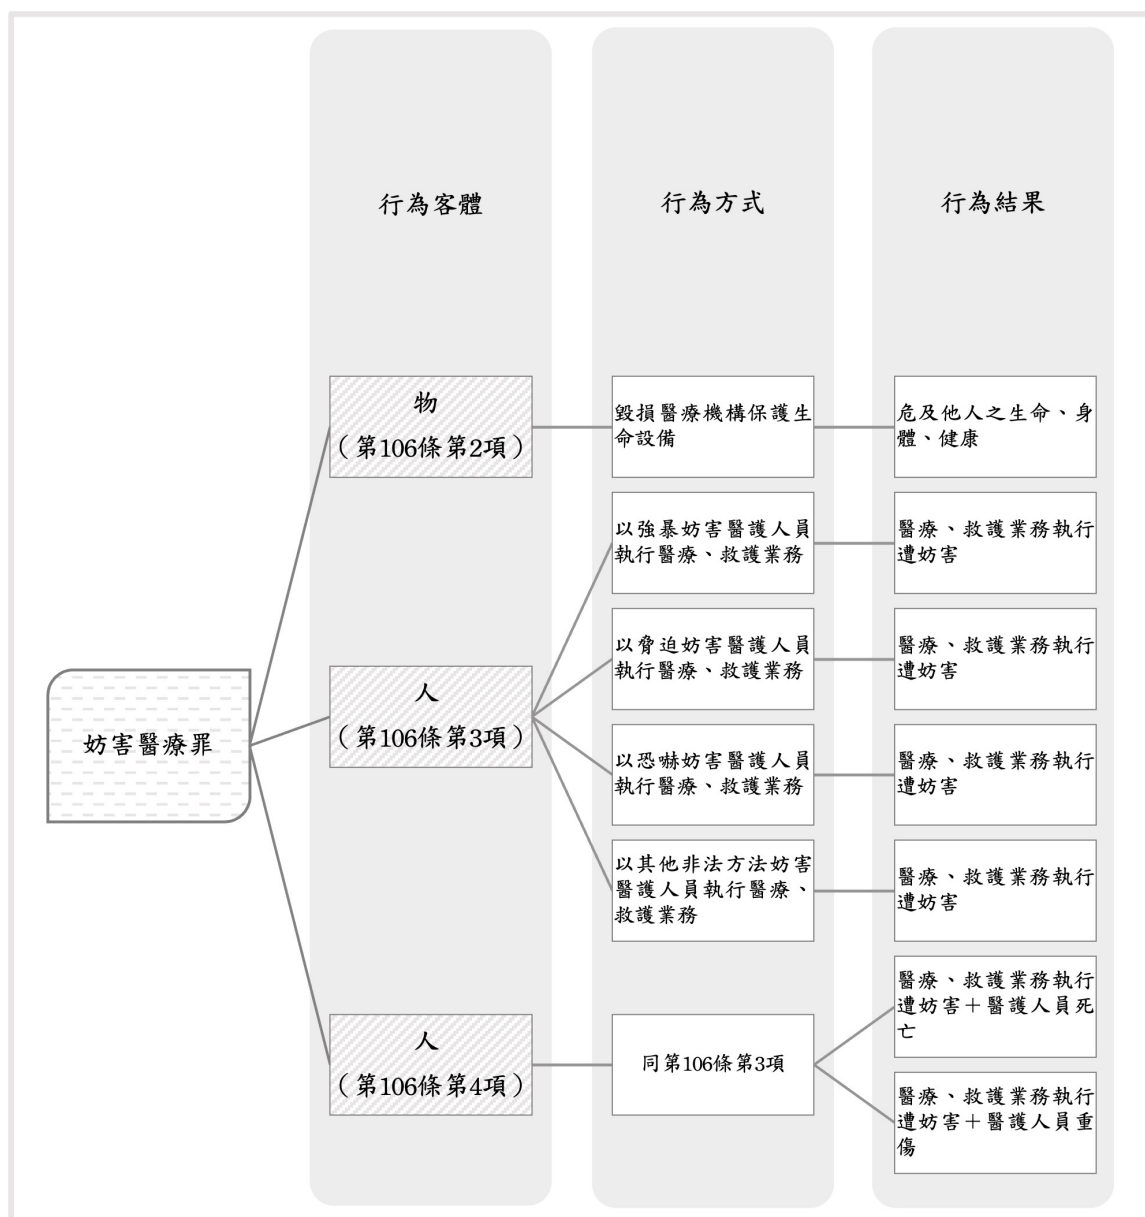 行為客體
行為方式
行為結果
物
（第106條第2項）
毀損醫療機構保護生
命設備
危及他人之生命、身
體、健康
以強暴妨害醫護人員
執行醫療、救護業務
醫療、救護業務執行
遭妨害
以脅迫妨害醫護人員
執行醫療、救護業務
醫療、救護業務執行
遭妨害
妨害醫療罪
人
（第106條第3項）
以恐嚇妨害醫護人員
執行醫療、救護業務
醫療、救護業務執行
遭妨害
以其他非法方法妨害
醫護人員執行醫療、
救護業務
醫療、救護業務執行
遭妨害
人
（第106條第4項）
同第106條第3項
醫療、救護業務執行
遭妨害＋醫護人員死
亡
醫療、救護業務執行
遭妨害＋醫護人員重
傷